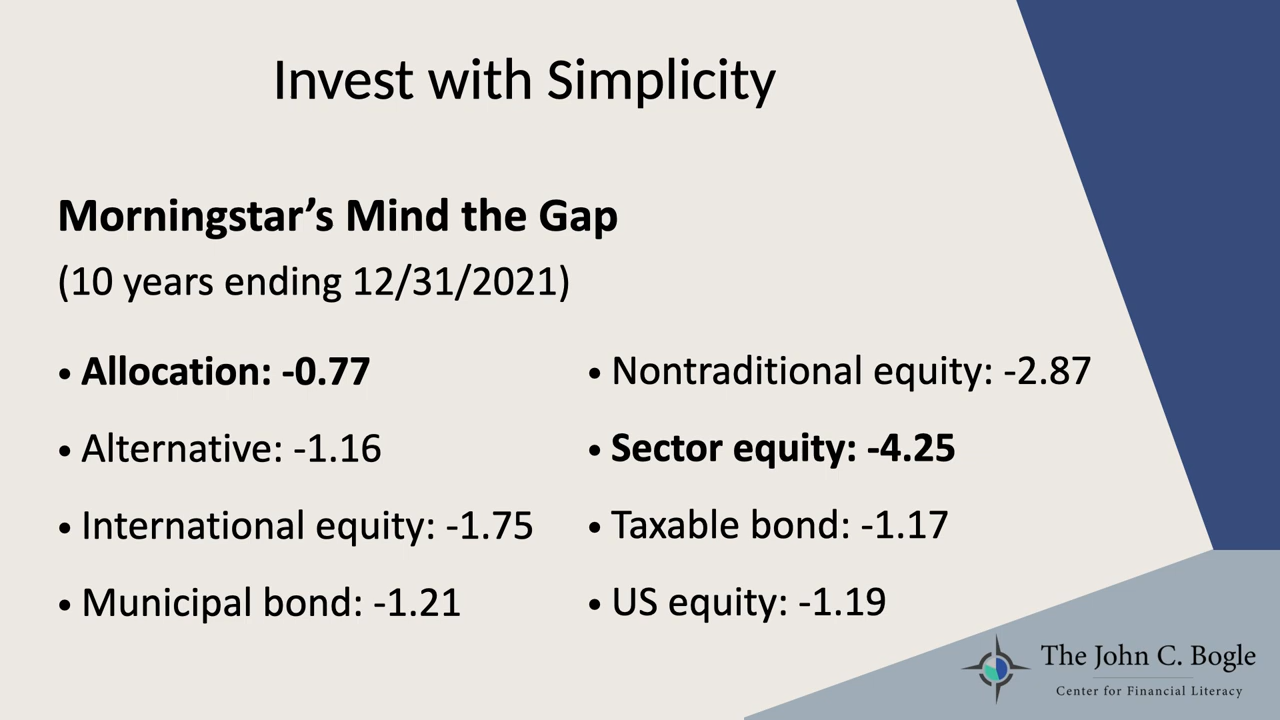 Invest with Simplicity
Morningstar’s Mind the Gap
(10 years ending 12/31/2021)
• Allocation: -0.77
• Alternative: -1.16
• International equity: -1.75
• Municipal bond: -1.21
• Nontraditional equity: -2.87
• Sector equity: -4.25
• Taxable bond: -1.17
• US equity: -1.19
The John C. Bogle
Center for Financial Literacy